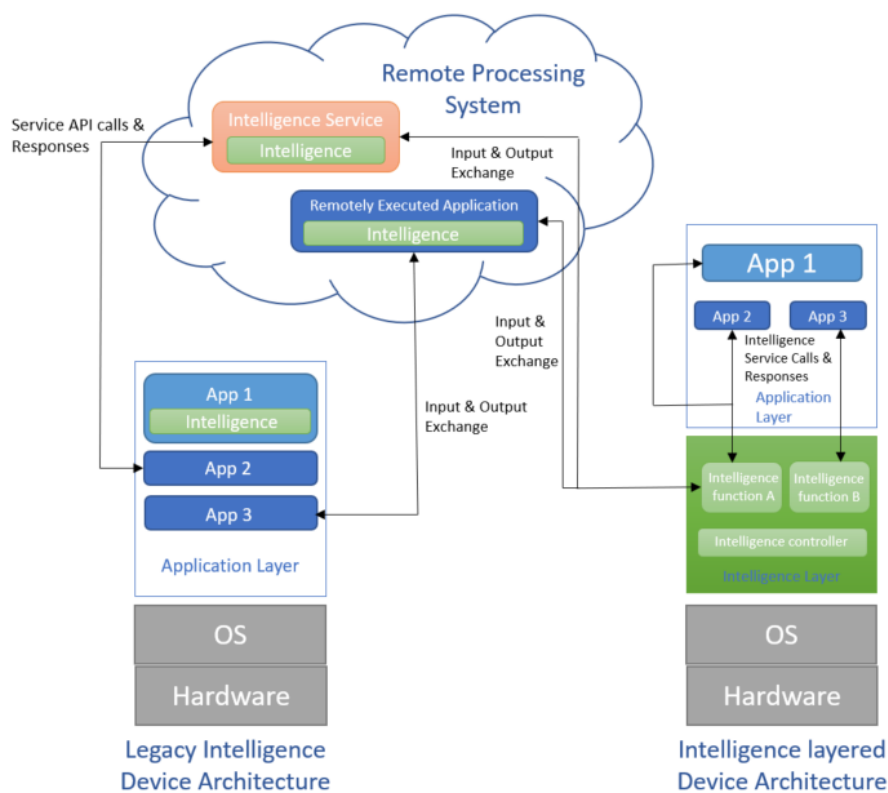 Remote Processing
System
Service API calls &
Responses
Intelligence Service
Intelligence
Input & Output
Exchange
Remotely Executed Application
Intelligence
Input &
Output
Exchange
Input & Output
Exchange
App 1
Intelligence
App 2
App 3
Application Layer
OS
Hardware
Legacy Intelligence
Device Architecture
App 1
App 2
App 3
Intelligence
Service Calls &
Responses
Application
Layer
Intelligence
function A
Intelligence
function B
Intelligence controller
Intelligence Layer
OS
Hardware
Intelligence layered
Device Architecture